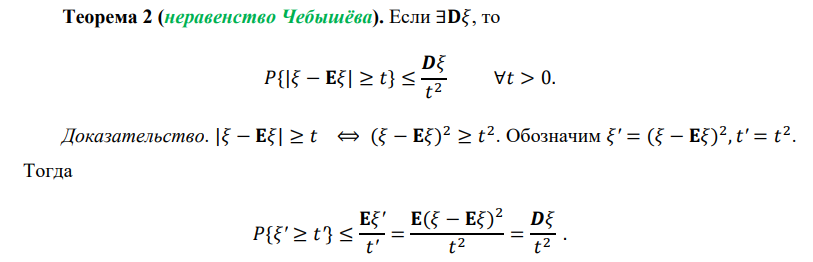 Теорема 2 (неравенство Чебышёва). Если ∃𝐃𝜉, то
𝑃{|𝜉 − 𝐄𝜉| ≥ 𝑡} ≤ 𝑫𝜉/𝑡² ∀𝑡 > 0.
Доказательство. |𝜉 − 𝐄𝜉| ≥ 𝑡 ⟺ (𝜉 − 𝐄𝜉)² ≥ 𝑡². Обозначим 𝜉′ = (𝜉 − 𝐄𝜉)², 𝑡′ = 𝑡².
Тогда
𝑃{𝜉′ ≥ 𝑡′} ≤ 𝐄𝜉′/𝑡′ = 𝐄(𝜉 − 𝐄𝜉)²/𝑡² = 𝑫𝜉/𝑡² .